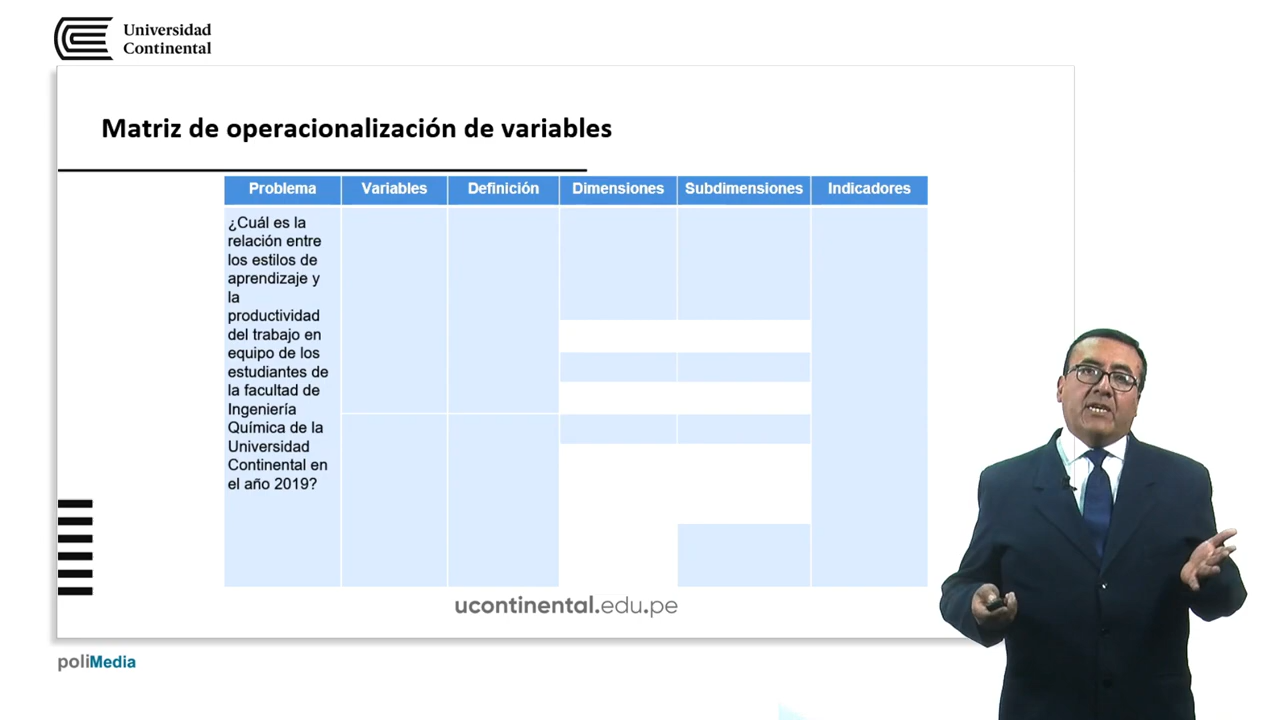 Universidad
Continental
Matriz de operacionalización de variables
Problema Variables Definición Dimensiones Subdimensiones Indicadores
¿Cuál es la
relación entre
los estilos de
aprendizaje y
la
productividad
del trabajo en
equipo de los
estudiantes de
la facultad de
Ingeniería
Química de la
Universidad
Continental en
el año 2019?
ucontinental.edu.pe
poliMedia